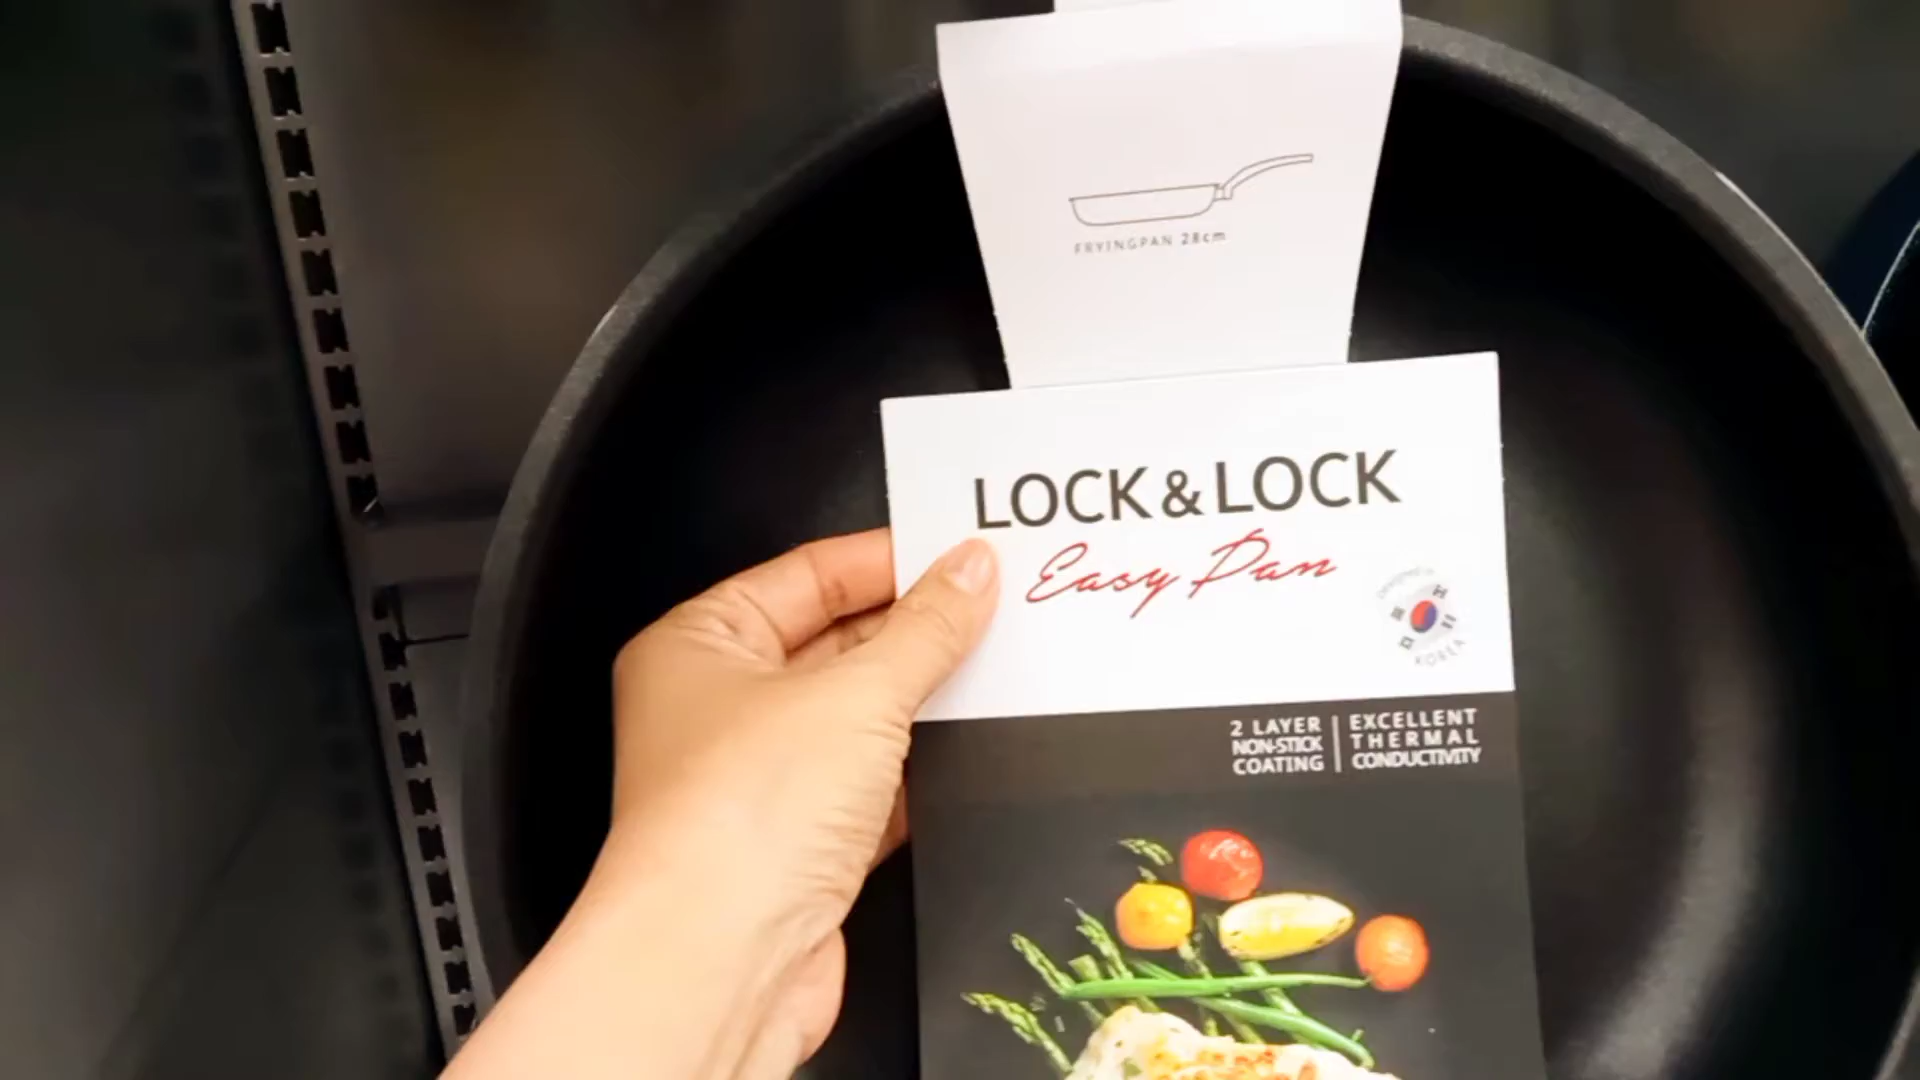 FRYINGPAN 28cm
LOCK & LOCK
Easy Pan
KOREA
2 LAYER
NON-STICK
COATING
EXCELLENT
THERMAL
CONDUCTIVITY